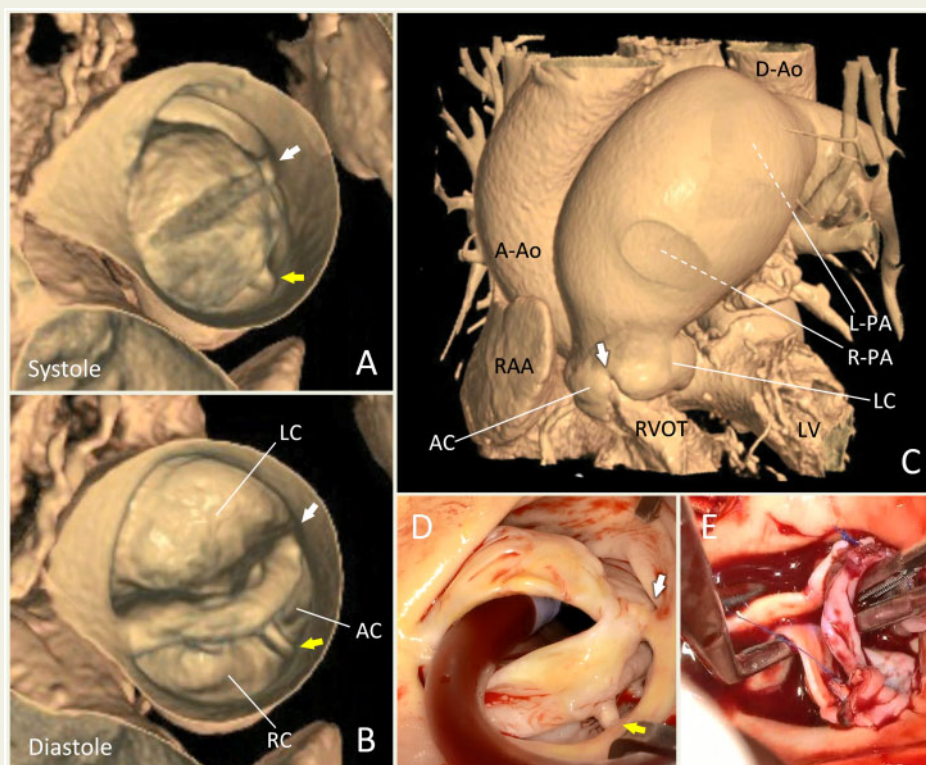 A
Systole
LC
AC
RC
Diastole
B
D-Ao
A-Ao
L-PA
R-PA
RAA
LC
AC
RVOT
LV
C
D
E